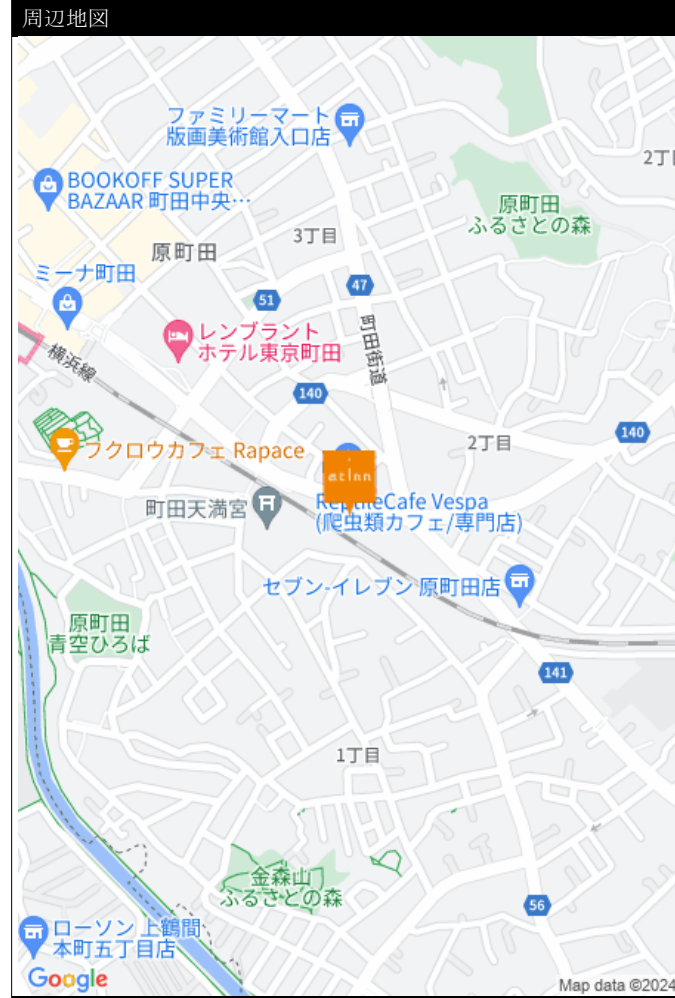 周辺地図
ファミリーマート
版画美術館入口店
2丁
BOOKOFF SUPER
BAZAAR 町田中央…
原町田
ふるさとの森
3丁目
原町田
ミーナ町田
47
51
レンブラント
ホテル東京町田
町田街道
横浜線
140
140
2丁目
フクロウカフェ Rapace
at Inn
町田天満宮
ReptileCafe Vespa
(爬虫類カフェ/専門店)
セブン-イレブン 原町田店
原町田
青空ひろば
141
1丁目
金森山
ふるさとの森
56
ローソン 上鶴間
本町五丁目店
Google
Map data ©2024